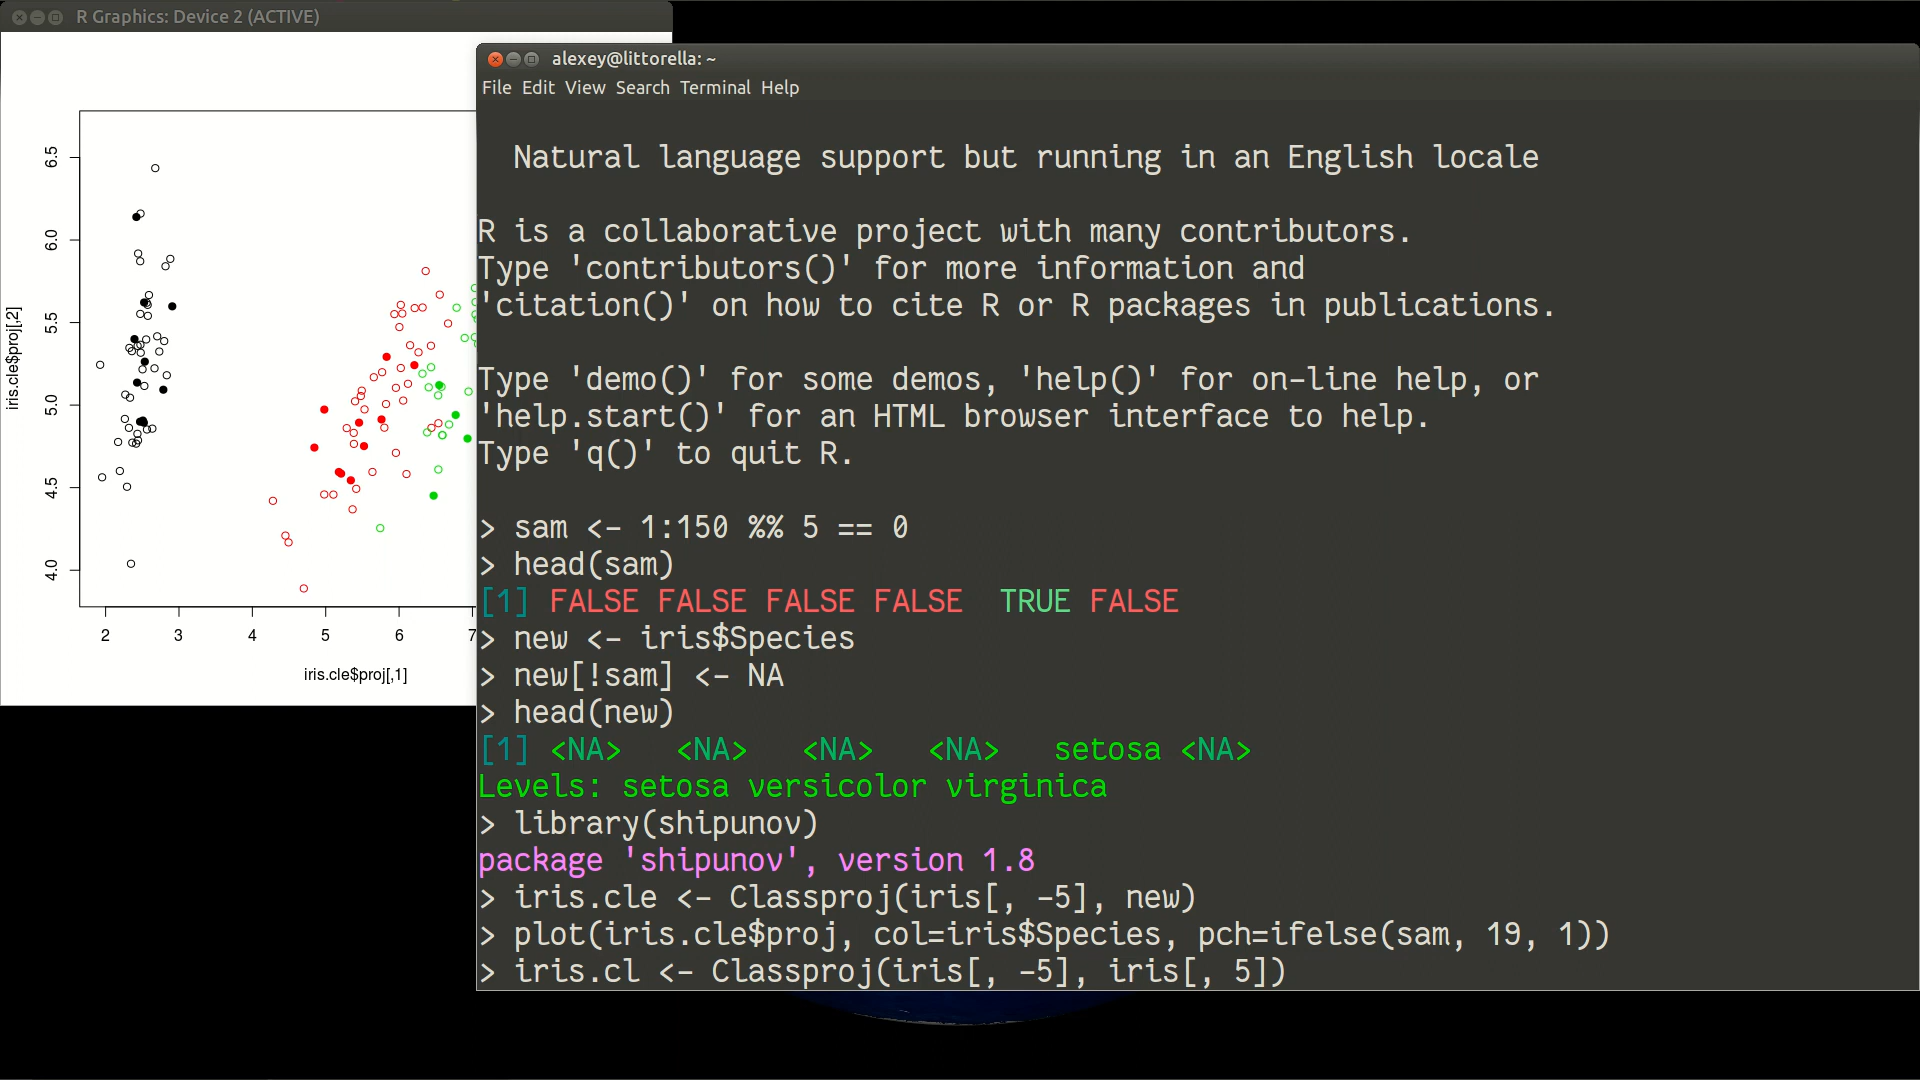 R Graphics: Device 2 (ACTIVE)
6.5
6.0
5.5
5.0
4.5
4.0
iris.cle$proj[,2]
2 3 4 5 6 7
iris.cle$proj[,1]
alexey@littorella: ~
File Edit View Search Terminal Help
Natural language support but running in an English locale
R is a collaborative project with many contributors.
Type 'contributors()' for more information and
'citation()' on how to cite R or R packages in publications.
Type 'demo()' for some demos, 'help()' for on-line help, or
'help.start()' for an HTML browser interface to help.
Type 'q()' to quit R.
> sam <- 1:150 %% 5 == 0
> head(sam)
[1] FALSE FALSE FALSE FALSE  TRUE FALSE
> new <- iris$Species
> new[!sam] <- NA
> head(new)
[1] <NA>   <NA>   <NA>   <NA>   setosa <NA>
Levels: setosa versicolor virginica
> library(shipunov)
package 'shipunov', version 1.8
> iris.cle <- Classproj(iris[, -5], new)
> plot(iris.cle$proj, col=iris$Species, pch=ifelse(sam, 19, 1))
> iris.cl <- Classproj(iris[, -5], iris[, 5])